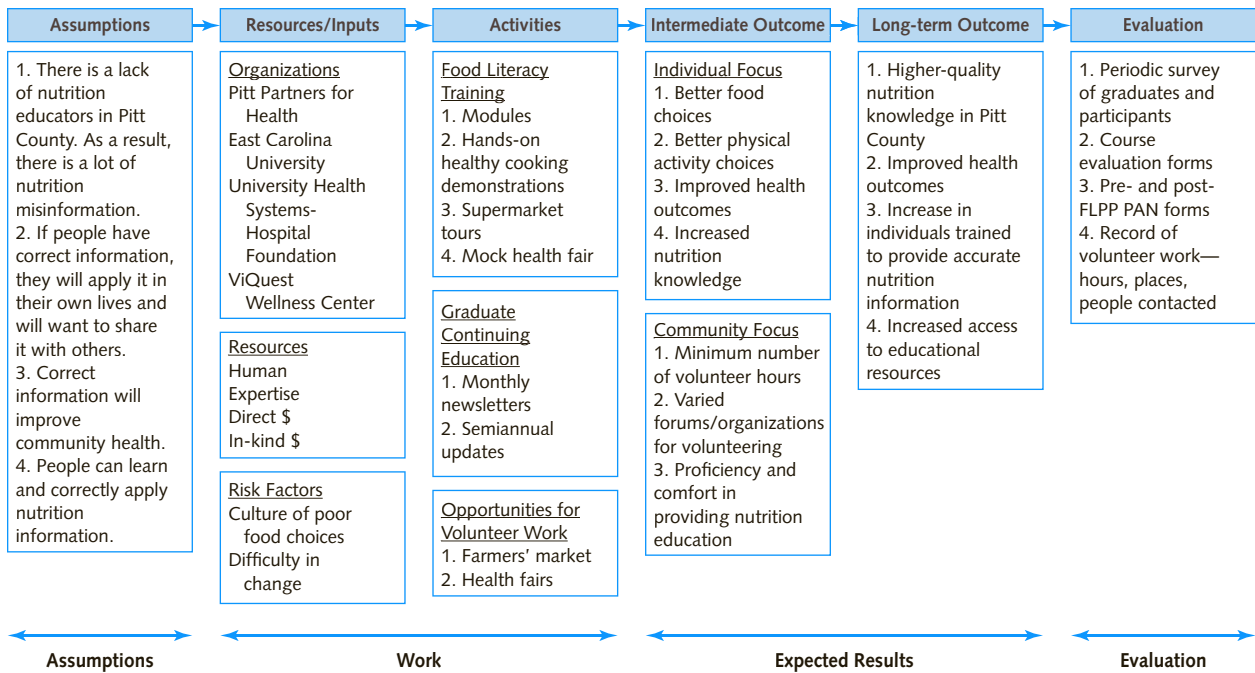 Assumptions
Resources/Inputs
Activities
Intermediate Outcome
Long-term Outcome
Evaluation
1. There is a lack
of nutrition
educators in Pitt
County. As a result,
there is a lot of
nutrition
misinformation.
2. If people have
correct information,
they will apply it in
their own lives and
will want to share
it with others.
3. Correct
information will
improve
community health.
4. People can learn
and correctly apply
nutrition
information.
Organizations
Pitt Partners for
Health
East Carolina
University
University Health
Systems-
Hospital
Foundation
ViQuest
Wellness Center
Resources
Human
Expertise
Direct $
In-kind $
Risk Factors
Culture of poor
food choices
Difficulty in
change
Food Literacy
Training
1. Modules
2. Hands-on
healthy cooking
demonstrations
3. Supermarket
tours
4. Mock health fair
Graduate
Continuing
Education
1. Monthly
newsletters
2. Semiannual
updates
Opportunities for
Volunteer Work
1. Farmers’ market
2. Health fairs
Individual Focus
1. Better food
choices
2. Better physical
activity choices
3. Improved health
outcomes
4. Increased
nutrition
knowledge
Community Focus
1. Minimum number
of volunteer hours
2. Varied
forums/organizations
for volunteering
3. Proficiency and
comfort in
providing nutrition
education
1. Higher-quality
nutrition
knowledge in Pitt
County
2. Improved health
outcomes
3. Increase in
individuals trained
to provide accurate
nutrition
information
4. Increased access
to educational
resources
1. Periodic survey
of graduates and
participants
2. Course
evaluation forms
3. Pre- and post-
FLPP PAN forms
4. Record of
volunteer work—
hours, places,
people contacted
Assumptions
Work
Expected Results
Evaluation